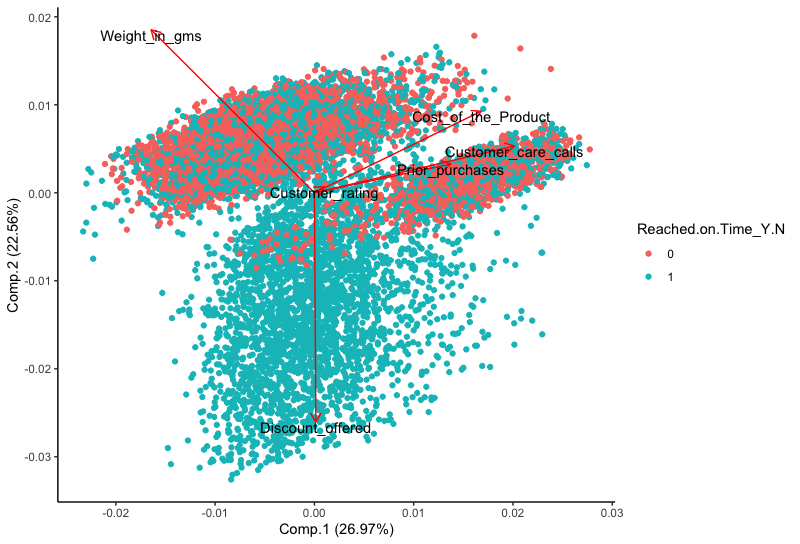 0.02
Weight_in_gms
0.01
Cost_of_the_Product
Customer_care_calls
Prior_purchases
0.00
Customer_rating
Reached.on.Time_Y.N
0
1
Comp.2 (22.56%)
-0.01
-0.02
Discount_offered
-0.03
-0.02
-0.01
0.00
0.01
0.02
0.03
Comp.1 (26.97%)